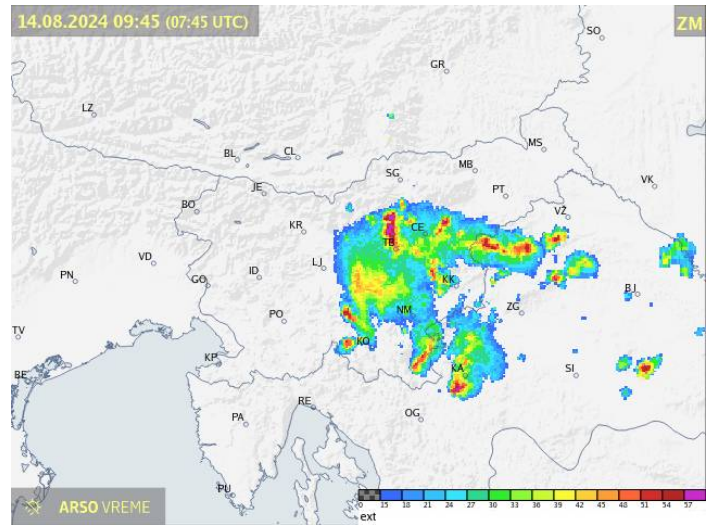 14.08.2024 09:45 (07:45 UTC)
ZM
SO
GR
LZ
MS
BL
CL
MB
VK
SG
JE
PT
BO
VŽ
KR
CE
TB
VD
LJ
ID
PN
GO
KK
BJ
NM
ZG
PO
TV
KO
KP
KA
SI
BE
RE
PA
OG
PU
ARSO VREME
0 15 18 21 24 27 30 33 36 39 42 45 48 51 54 57
ext